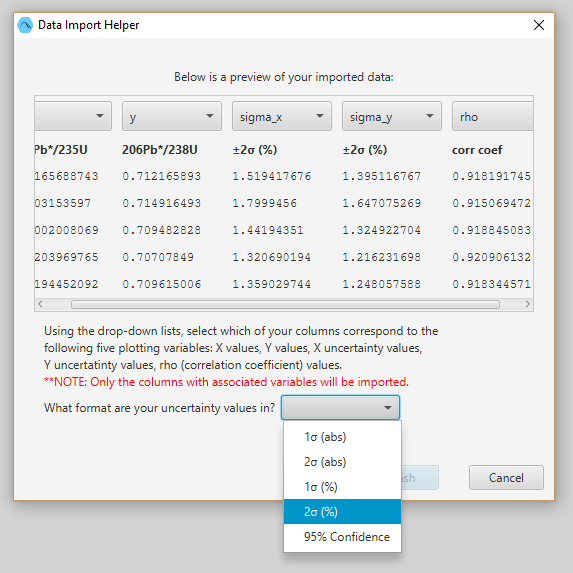 Data Import Helper
Below is a preview of your imported data:
y sigma_x sigma_y rho
Pb*/235U 206Pb*/238U ±2σ (%) ±2σ (%) corr coef
165688743 0.712165893 1.519417676 1.395116767 0.918191745
03153597 0.714916493 1.7999456 1.647075269 0.915069472
002008069 0.709482828 1.44194351 1.324922704 0.918845083
203969765 0.70707849 1.320690194 1.216231698 0.920906132
194452092 0.709615006 1.359029744 1.248057588 0.918344571
Using the drop-down lists, select which of your columns correspond to the
following five plotting variables: X values, Y values, X uncertainty values,
Y uncertatinty values, rho (correlation coefficient) values.
**NOTE: Only the columns with associated variables will be imported.
What format are your uncertainty values in?
1σ (abs)
2σ (abs)
1σ (%)
sh Cancel
2σ (%)
95% Confidence